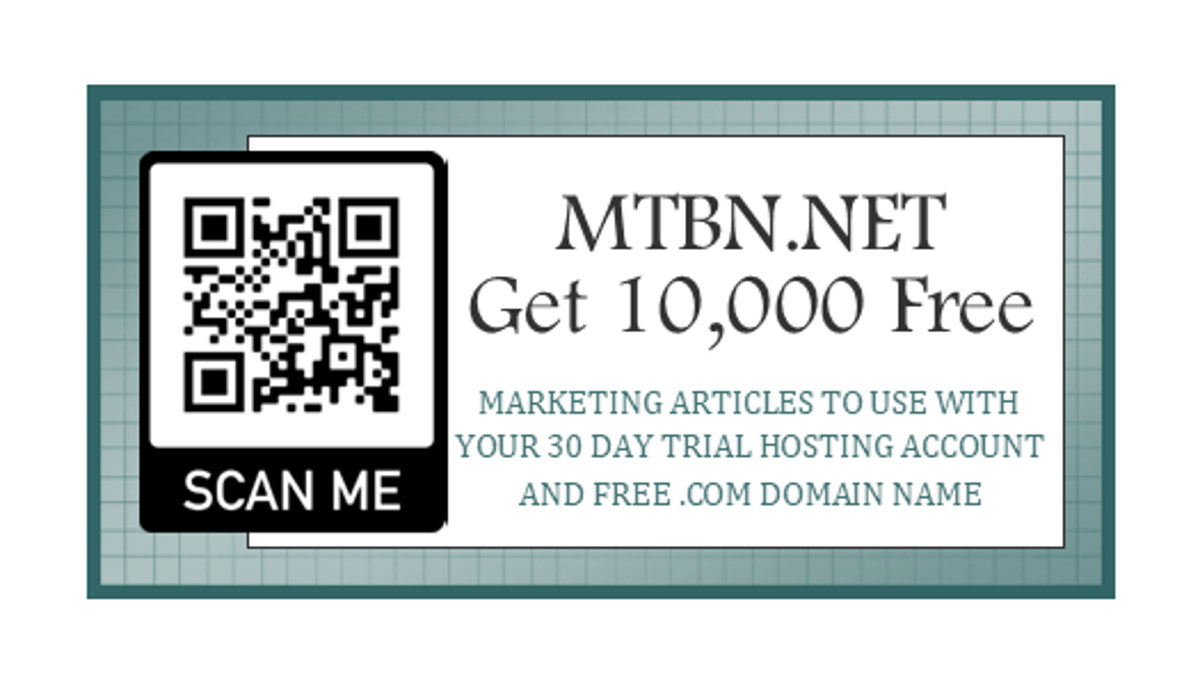 MTBN.NET
Get 10,000 Free
MARKETING ARTICLES TO USE WITH
YOUR 30 DAY TRIAL HOSTING ACCOUNT
AND FREE .COM DOMAIN NAME
SCAN ME